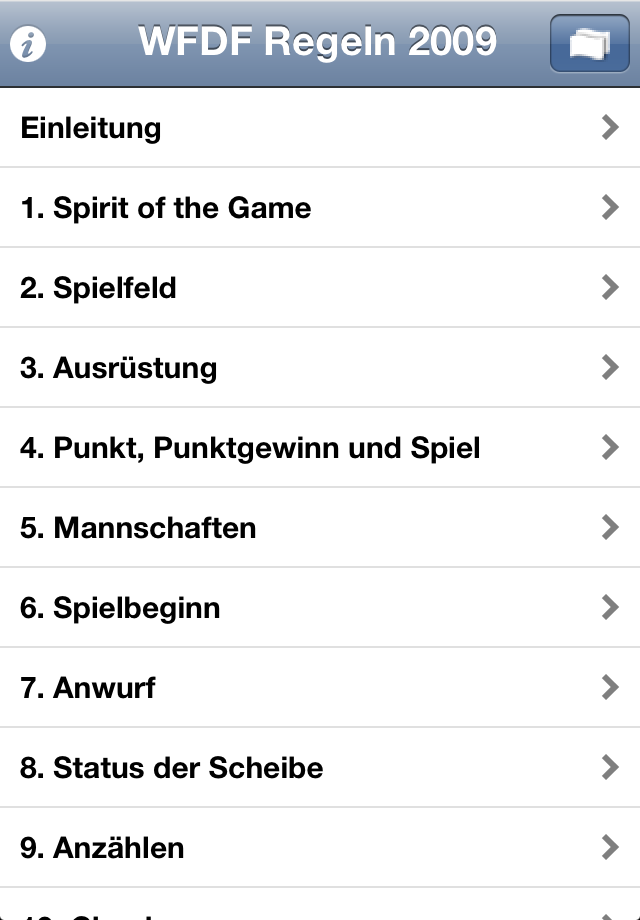 WFDF Regeln 2009
Einleitung
1. Spirit of the Game
2. Spielfeld
3. Ausrüstung
4. Punkt, Punktgewinn und Spiel
5. Mannschaften
6. Spielbeginn
7. Anwurf
8. Status der Scheibe
9. Anzählen